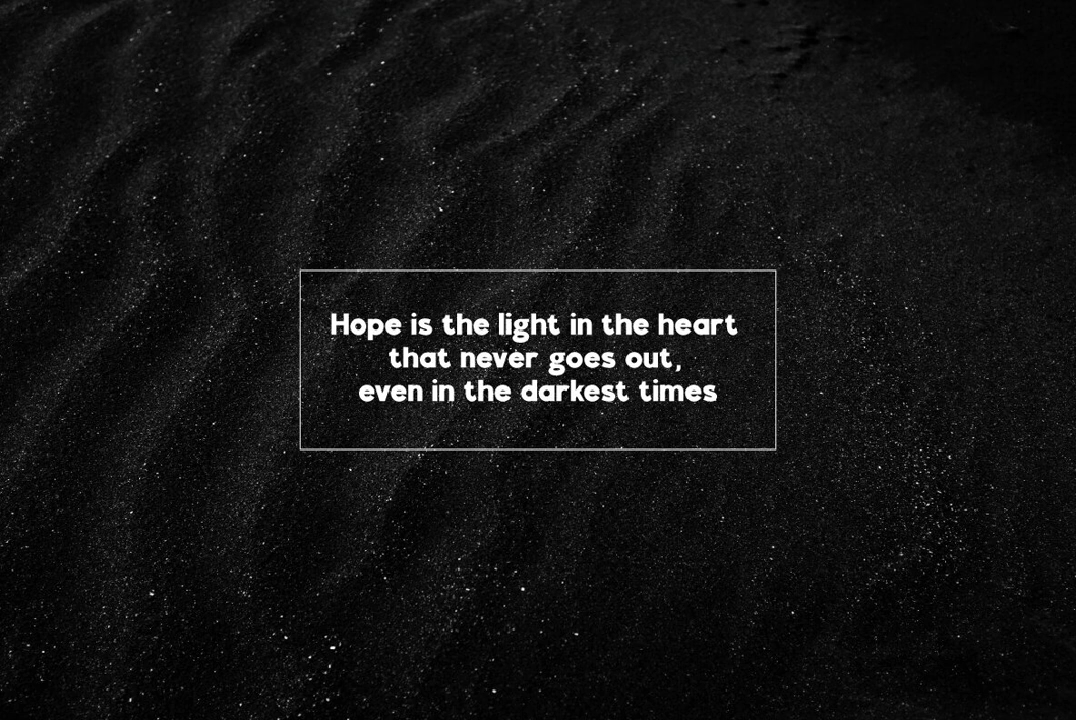 Hope is the light in the heart
that never goes out,
even in the darkest times